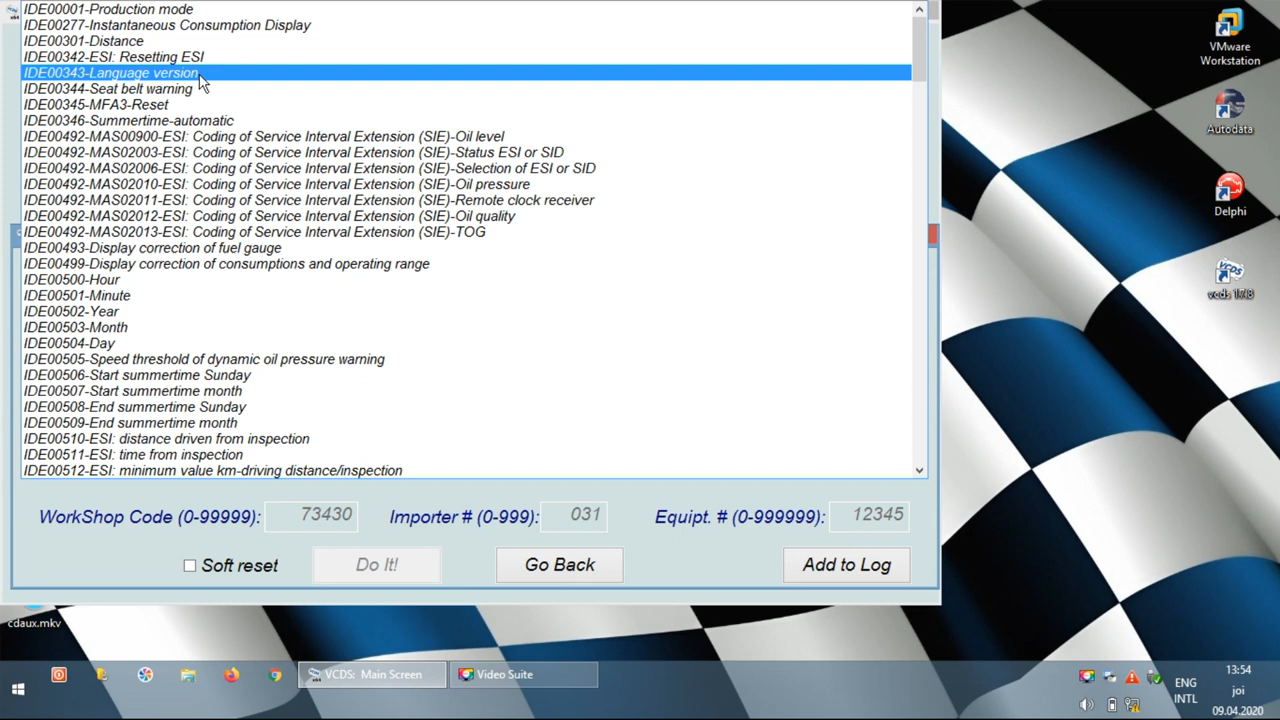 IDE00001-Production mode
IDE00277-Instantaneous Consumption Display
IDE00301-Distance
IDE00342-ESI: Resetting ESI
IDE00343-Language version
IDE00344-Seat belt warning
IDE00345-MFA3-Reset
IDE00346-Summertime-automatic
IDE00492-MAS00900-ESI: Coding of Service Interval Extension (SIE)-Oil level
IDE00492-MAS02003-ESI: Coding of Service Interval Extension (SIE)-Status ESI or SID
IDE00492-MAS02006-ESI: Coding of Service Interval Extension (SIE)-Selection of ESI or SID
IDE00492-MAS02010-ESI: Coding of Service Interval Extension (SIE)-Oil pressure
IDE00492-MAS02011-ESI: Coding of Service Interval Extension (SIE)-Remote clock receiver
IDE00492-MAS02012-ESI: Coding of Service Interval Extension (SIE)-Oil quality
IDE00492-MAS02013-ESI: Coding of Service Interval Extension (SIE)-TOG
IDE00493-Display correction of fuel gauge
IDE00499-Display correction of consumptions and operating range
IDE00500-Hour
IDE00501-Minute
IDE00502-Year
IDE00503-Month
IDE00504-Day
IDE00505-Speed threshold of dynamic oil pressure warning
IDE00506-Start summertime Sunday
IDE00507-Start summertime month
IDE00508-End summertime Sunday
IDE00509-End summertime month
IDE00510-ESI: distance driven from inspection
IDE00511-ESI: time from inspection
IDE00512-ESI: minimum value km-driving distance/inspection
WorkShop Code (0-99999): 73430 Importer # (0-999): 031 Equipt. # (0-999999): 12345
Soft reset Do It! Go Back Add to Log
VMware
Workstation
Autodata
Delphi
VCDS
vcds 17/8
cdaux.mkv
VCDS: Main Screen
Video Suite
ENG
INTL
13:54
joi
09.04.2020